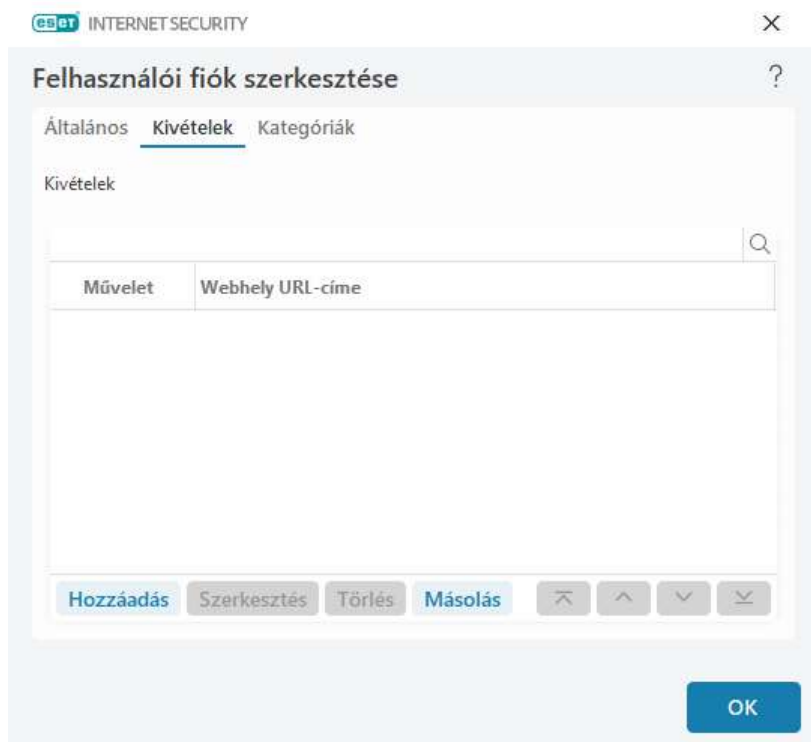 eset INTERNET SECURITY
Felhasználói fiók szerkesztése ?
Általános Kivételek Kategóriák
Kivételek
Művelet Webhely URL-címe
Hozzáadás Szerkesztés Törlés Másolás
OK